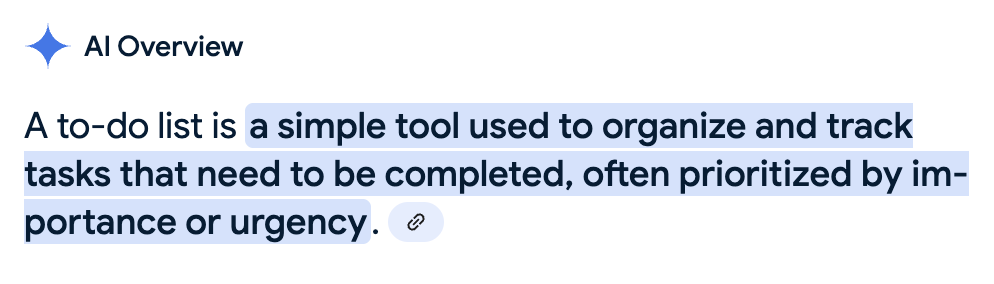 AI Overview
A to-do list is a simple tool used to organize and track
tasks that need to be completed, often prioritized by im-
portance or urgency.